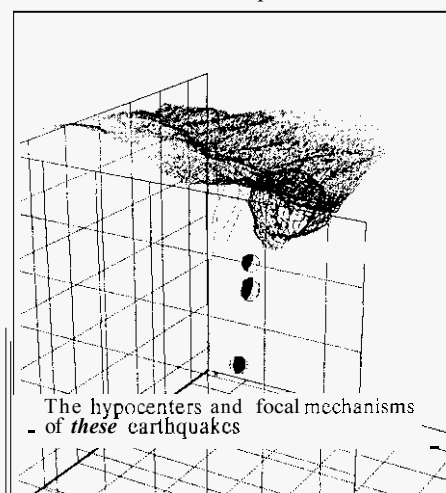 The hypocenters and focal mechanisms
of these earthquakes